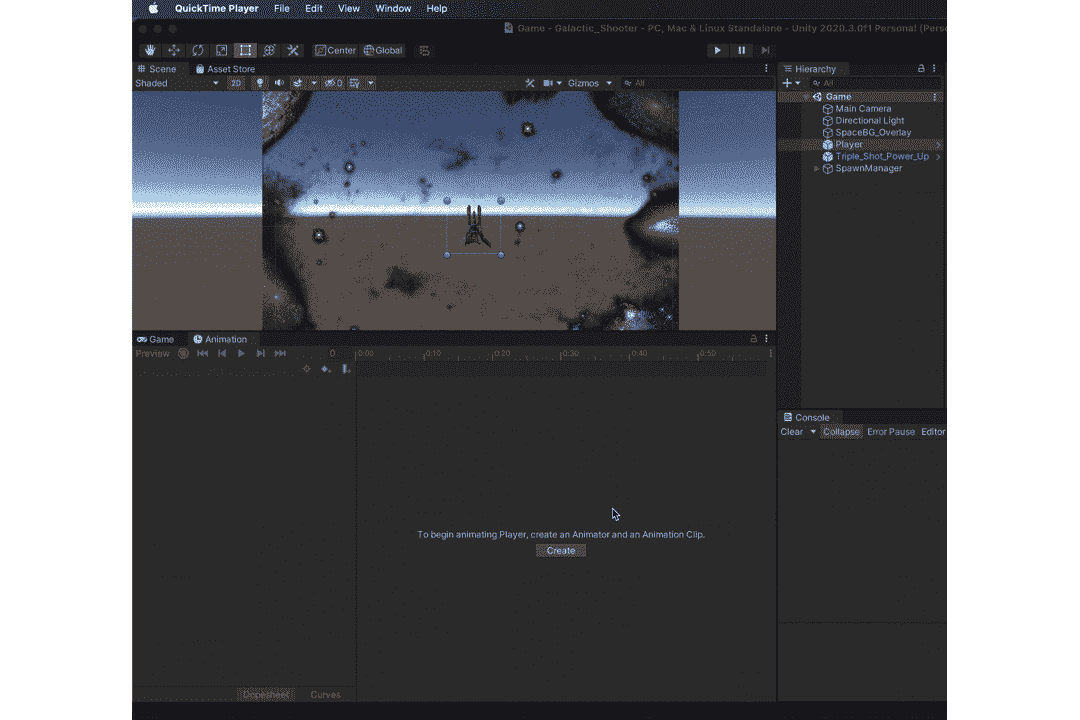 QuickTime Player File Edit View Window Help
Game - Galactic_Shooter - PC, Mac & Linux Standalone - Unity 2020.3.0f1 Personal (Pers
Center Global
Scene Asset Store
Shaded 2D 0 Gizmos All
Hierarchy
All
Game
Main Camera
Directional Light
SpaceBG_Overlay
Player
Triple_Shot_Power_Up
SpawnManager
Game Animation
Preview 0 0:00 0:10 0:20 0:30 0:40 0:50
To begin animating Player, create an Animator and an Animation Clip.
Create
Dopesheet Curves
Console
Clear Collapse Error Pause Editor